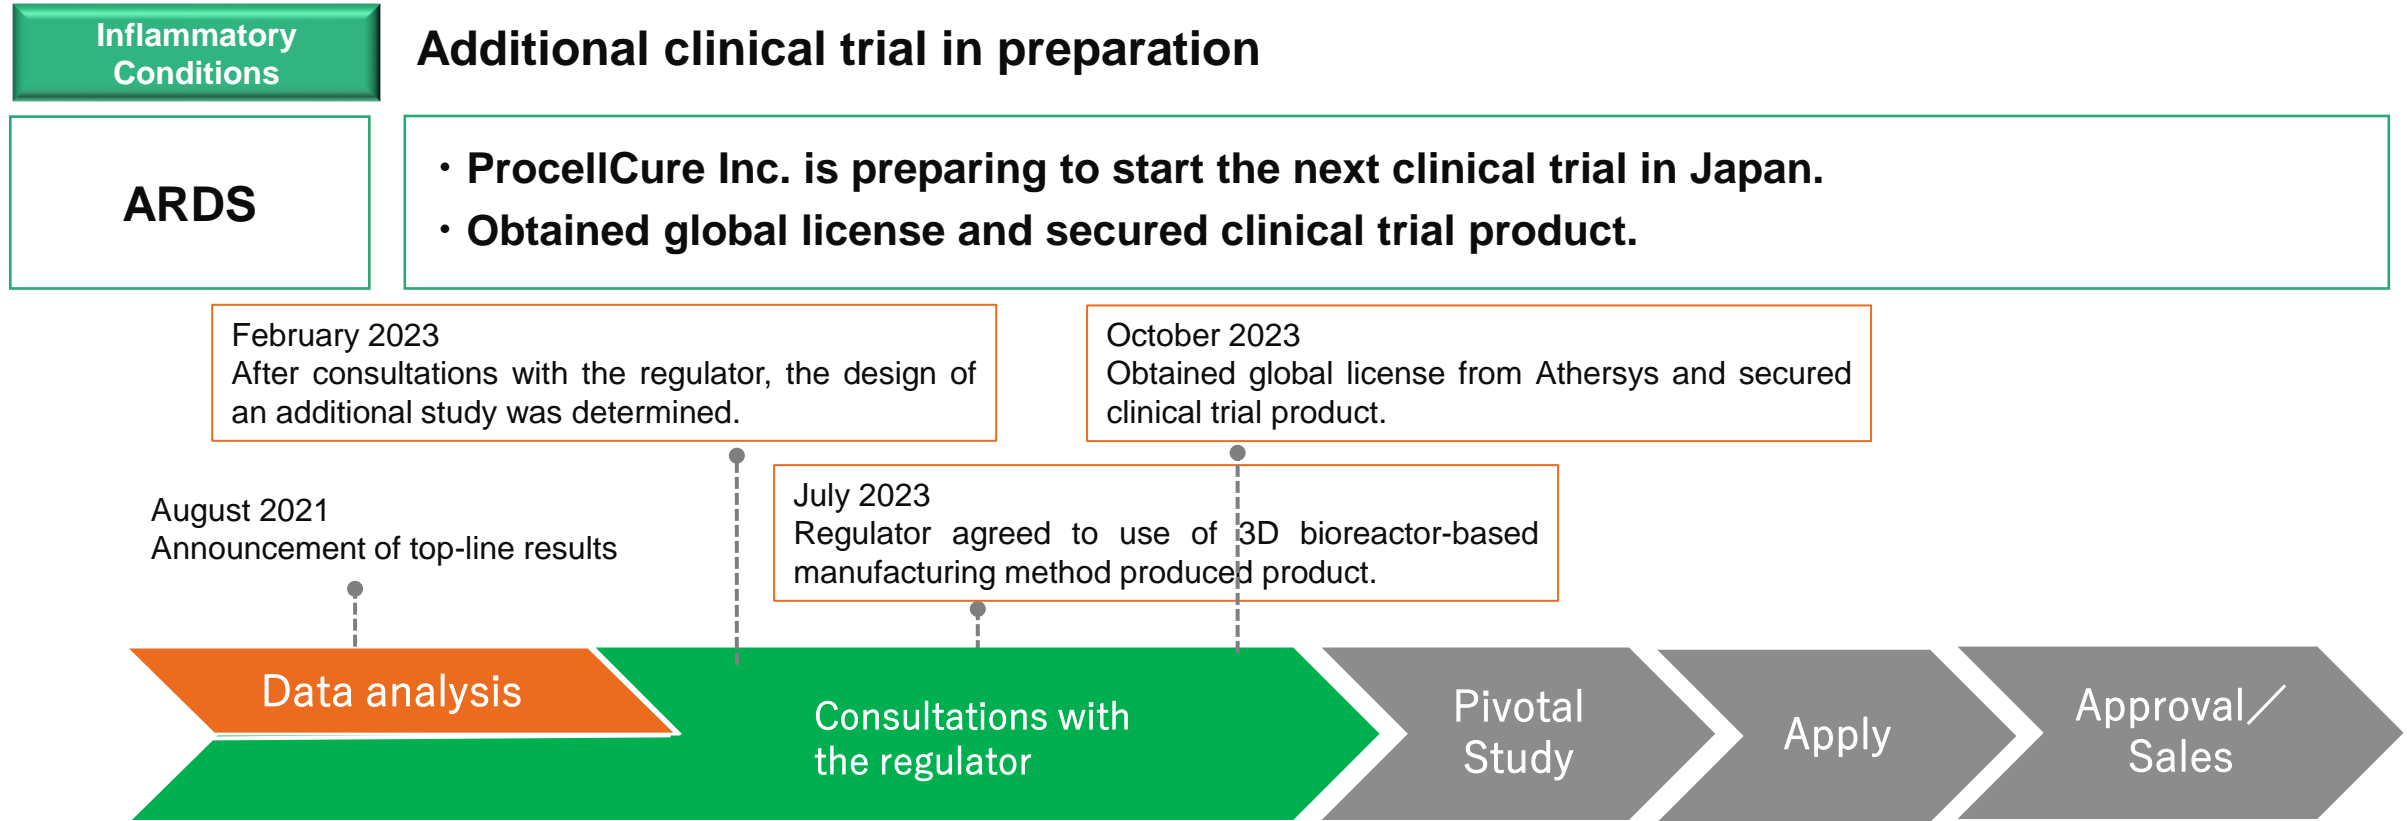 Inflammatory
Conditions
Additional clinical trial in preparation
ARDS
・ProcellCure Inc. is preparing to start the next clinical trial in Japan.
・Obtained global license and secured clinical trial product.
February 2023
After consultations with the regulator, the design of
an additional study was determined.
October 2023
Obtained global license from Athersys and secured
clinical trial product.
August 2021
Announcement of top-line results
July 2023
Regulator agreed to use of 3D bioreactor-based
manufacturing method produced product.
Data analysis
Consultations with
the regulator
Pivotal
Study
Apply
Approval／
Sales